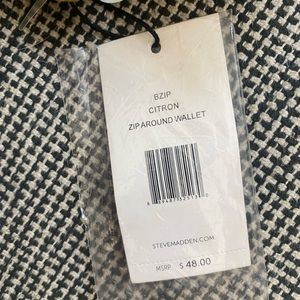 BZIP
CITRON
ZIP AROUND WALLET
STEVEMADDEN.COM
MSRP $ 48.00